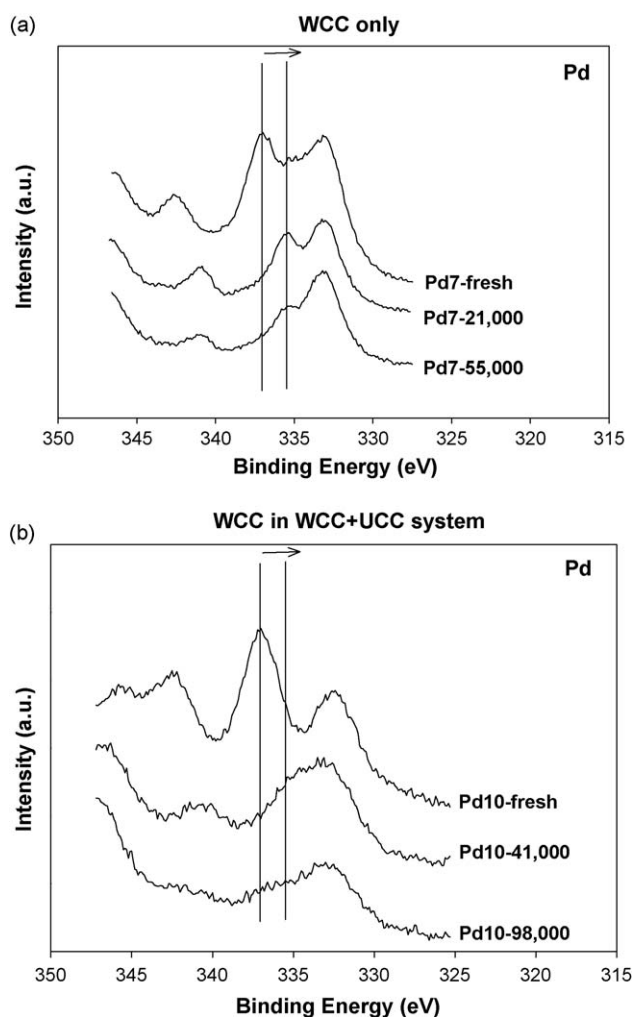 (a)
WCC only
Pd
Intensity (a.u.)
Pd7-fresh
Pd7-21,000
Pd7-55,000
350 345 340 335 330 325 320 315
Binding Energy (eV)
(b)
WCC in WCC+UCC system
Pd
Intensity (a.u.)
Pd10-fresh
Pd10-41,000
Pd10-98,000
350 345 340 335 330 325 320 315
Binding Energy (eV)